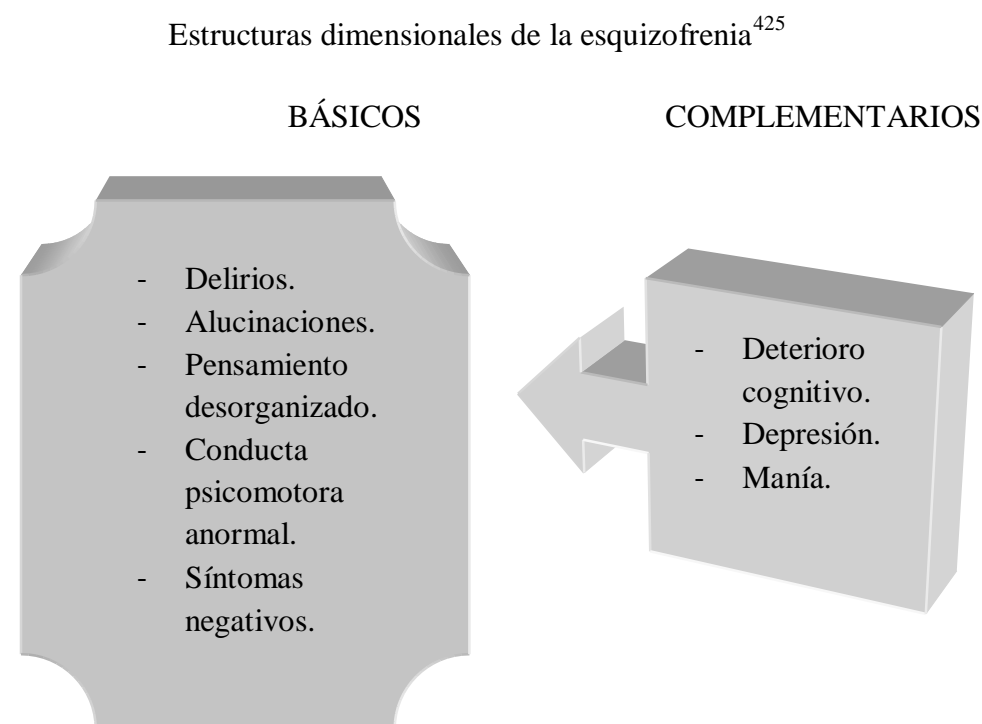 Estructuras dimensionales de la esquizofrenia425
BÁSICOS
COMPLEMENTARIOS
- Delirios.
- Alucinaciones.
- Pensamiento
desorganizado.
- Conducta
psicomotora
anormal.
- Síntomas
negativos.
- Deterioro
cognitivo.
- Depresión.
- Manía.